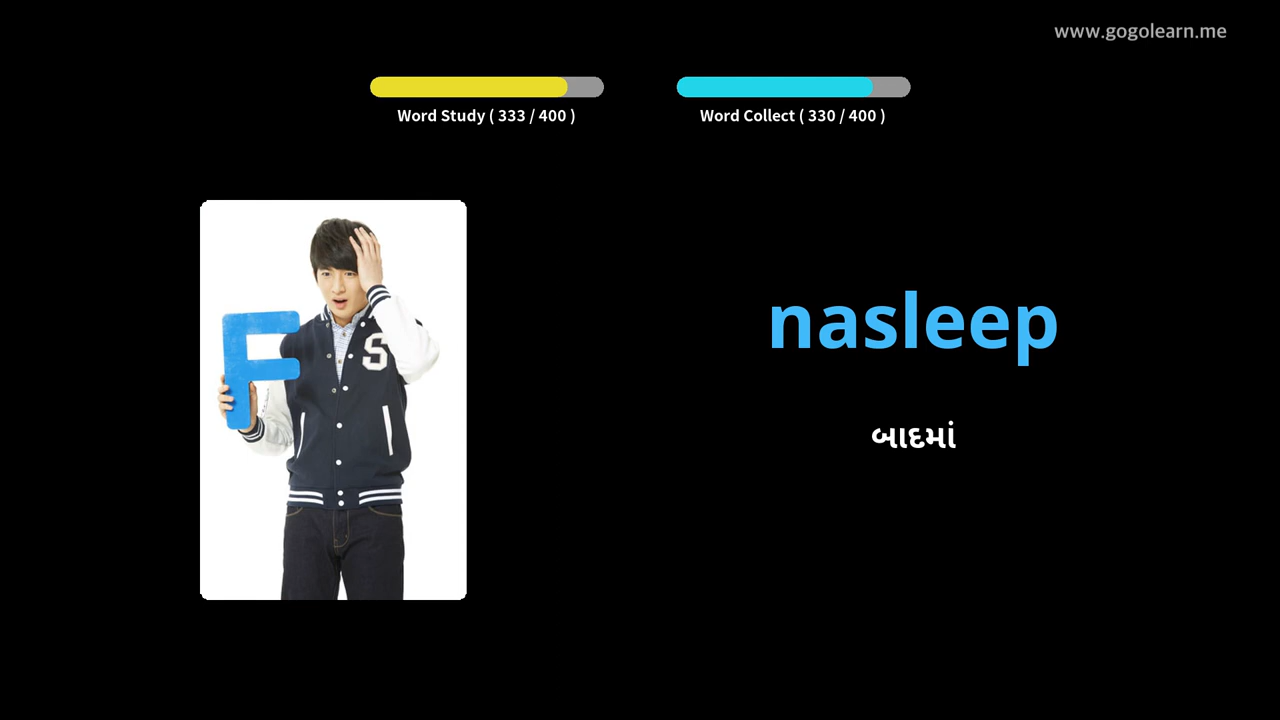 www.gogolearn.me
Word Study ( 333 / 400 )
Word Collect ( 330 / 400 )
F
S
nasleep
બાદમાં